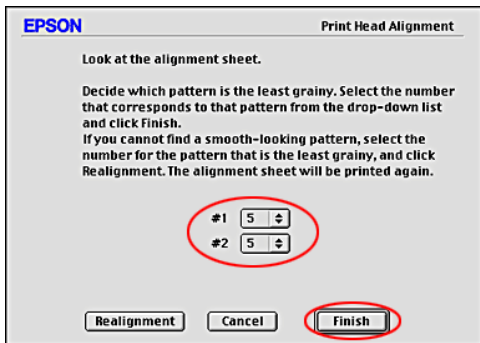 EPSON Print Head Alignment
Look at the alignment sheet.
Decide which pattern is the least grainy. Select the number
that corresponds to that pattern from the drop-down list
and click Finish.
If you cannot find a smooth-looking pattern, select the
number for the pattern that is the least grainy, and click
Realignment. The alignment sheet will be printed again.
#1 5
#2 5
Realignment Cancel Finish